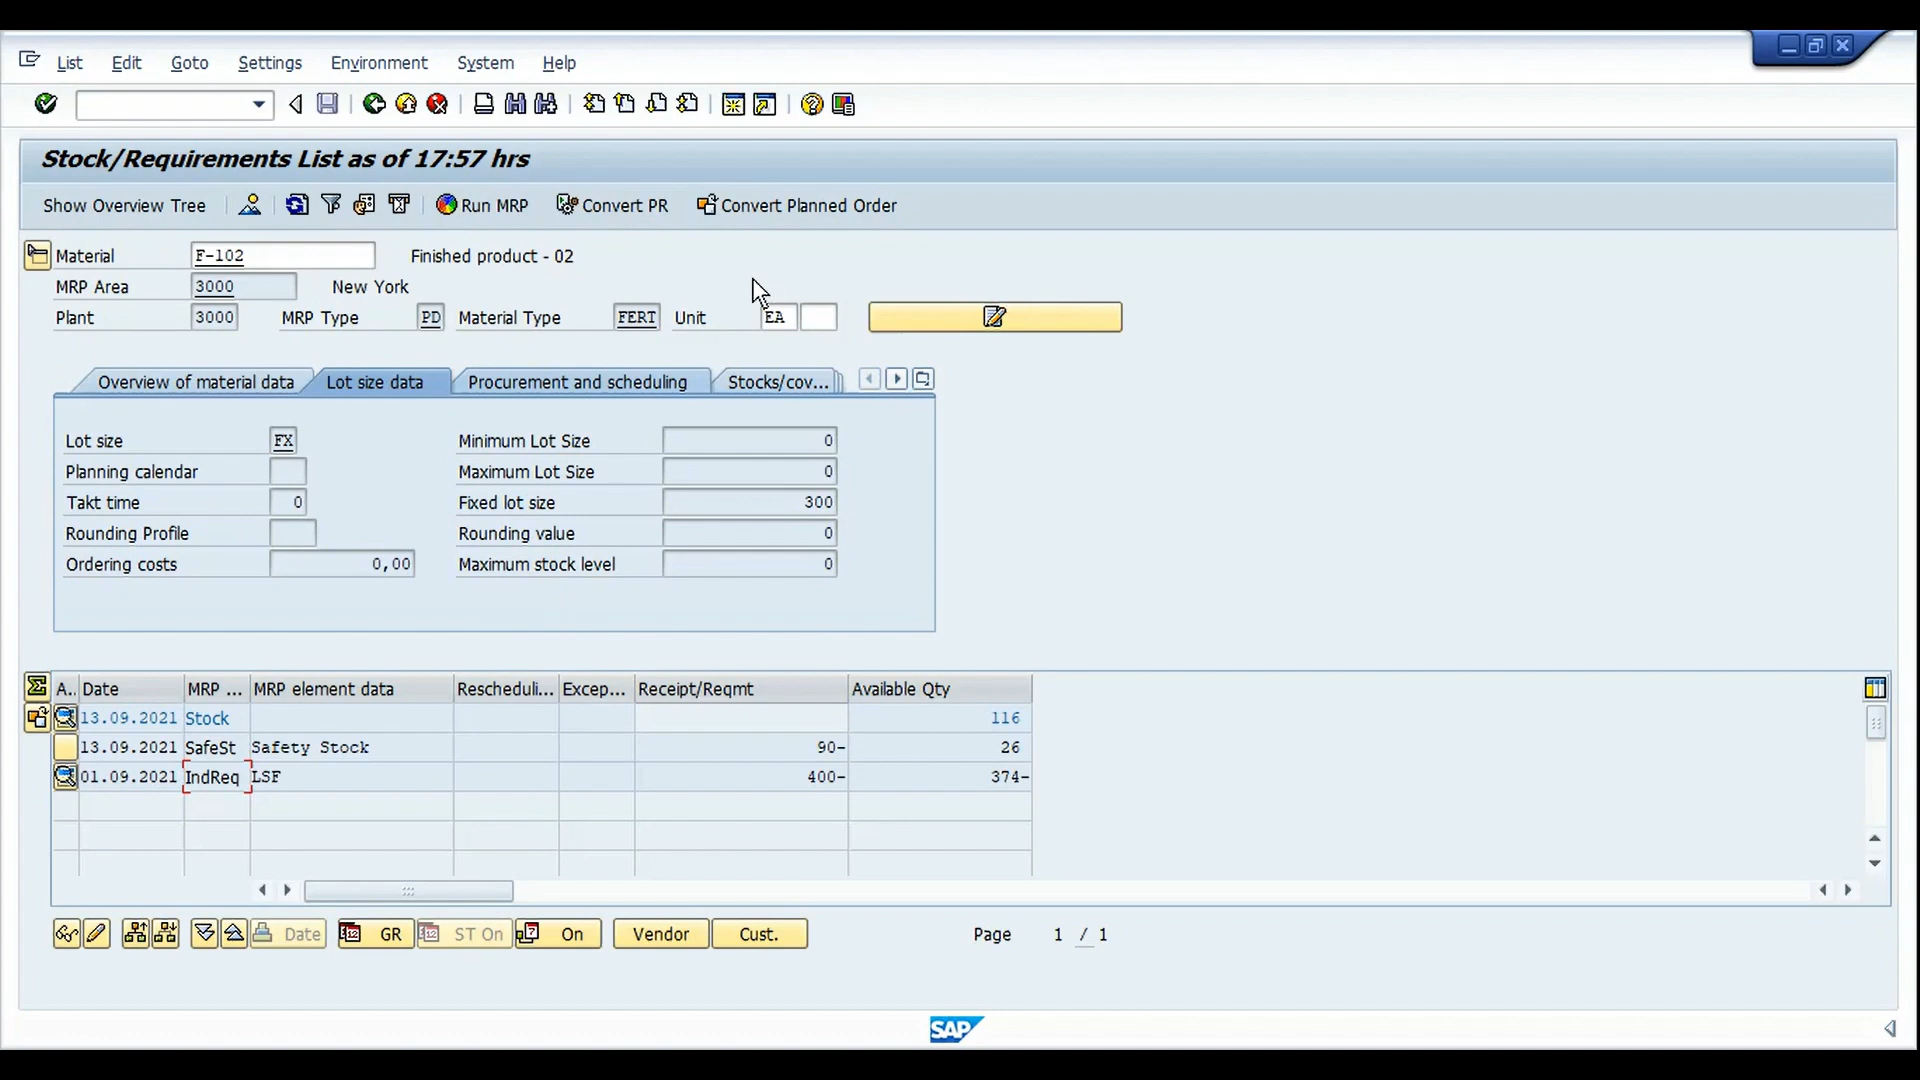 List Edit Goto Settings Environment System Help
Stock/Requirements List as of 17:57 hrs
Show Overview Tree Run MRP Convert PR Convert Planned Order
Material F-102 Finished product - 02
MRP Area 3000 New York
Plant 3000 MRP Type PD Material Type FERT Unit EA
Overview of material data Lot size data Procurement and scheduling Stocks/cov...
Lot size FX Minimum Lot Size 0
Planning calendar Maximum Lot Size 0
Takt time 0 Fixed lot size 300
Rounding Profile Rounding value 0
Ordering costs 0,00 Maximum stock level 0
A.. Date MRP ... MRP element data Rescheduli... Excep... Receipt/Reqmt Available Qty
13.09.2021 Stock 116
13.09.2021 SafeSt Safety Stock 90- 26
01.09.2021 IndReq LSF 400- 374-
Date GR ST On On Vendor Cust. Page 1 / 1
SAP